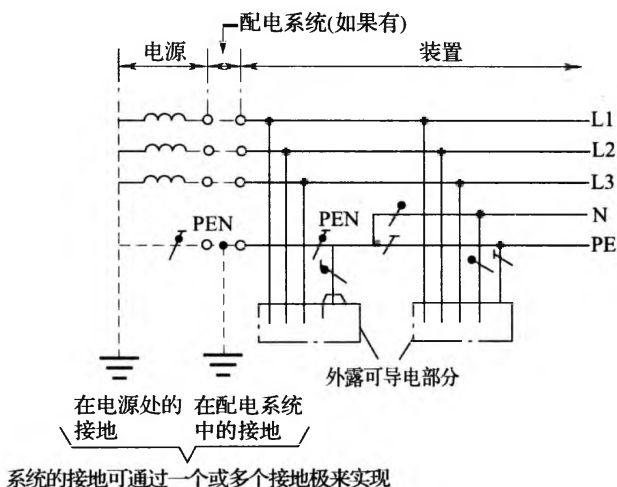 配电系统(如果有)
电源
装置
L1
L2
L3
N
PEN
PEN
PE
外露可导电部分
在电源处的
接地
在配电系统
中的接地
系统的接地可通过一个或多个接地极来实现